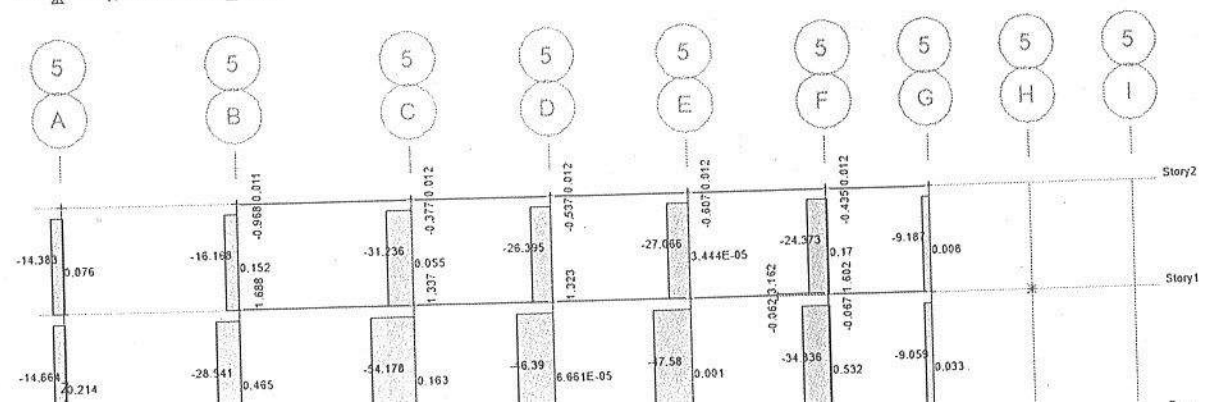 5 5 5 5 5 5 5 5 5
A B C D E F G H I
-0.968 0.011 -0.377 0.012 -0.537 0.012 -0.607 0.012 -0.435 0.012
Story2
-14.383 0.076 -16.168 0.152 -31.236 0.055 -26.395 -27.066 3.444E-05 -24.373 0.17 -9.187 0.006
1.688 1.337 1.323 -0.062 3.162 -0.067 1.602
Story1
-14.664 0.214 -28.541 0.465 -54.178 0.163 6.661E-05 0.001 -34.336 0.532 -9.059 0.033